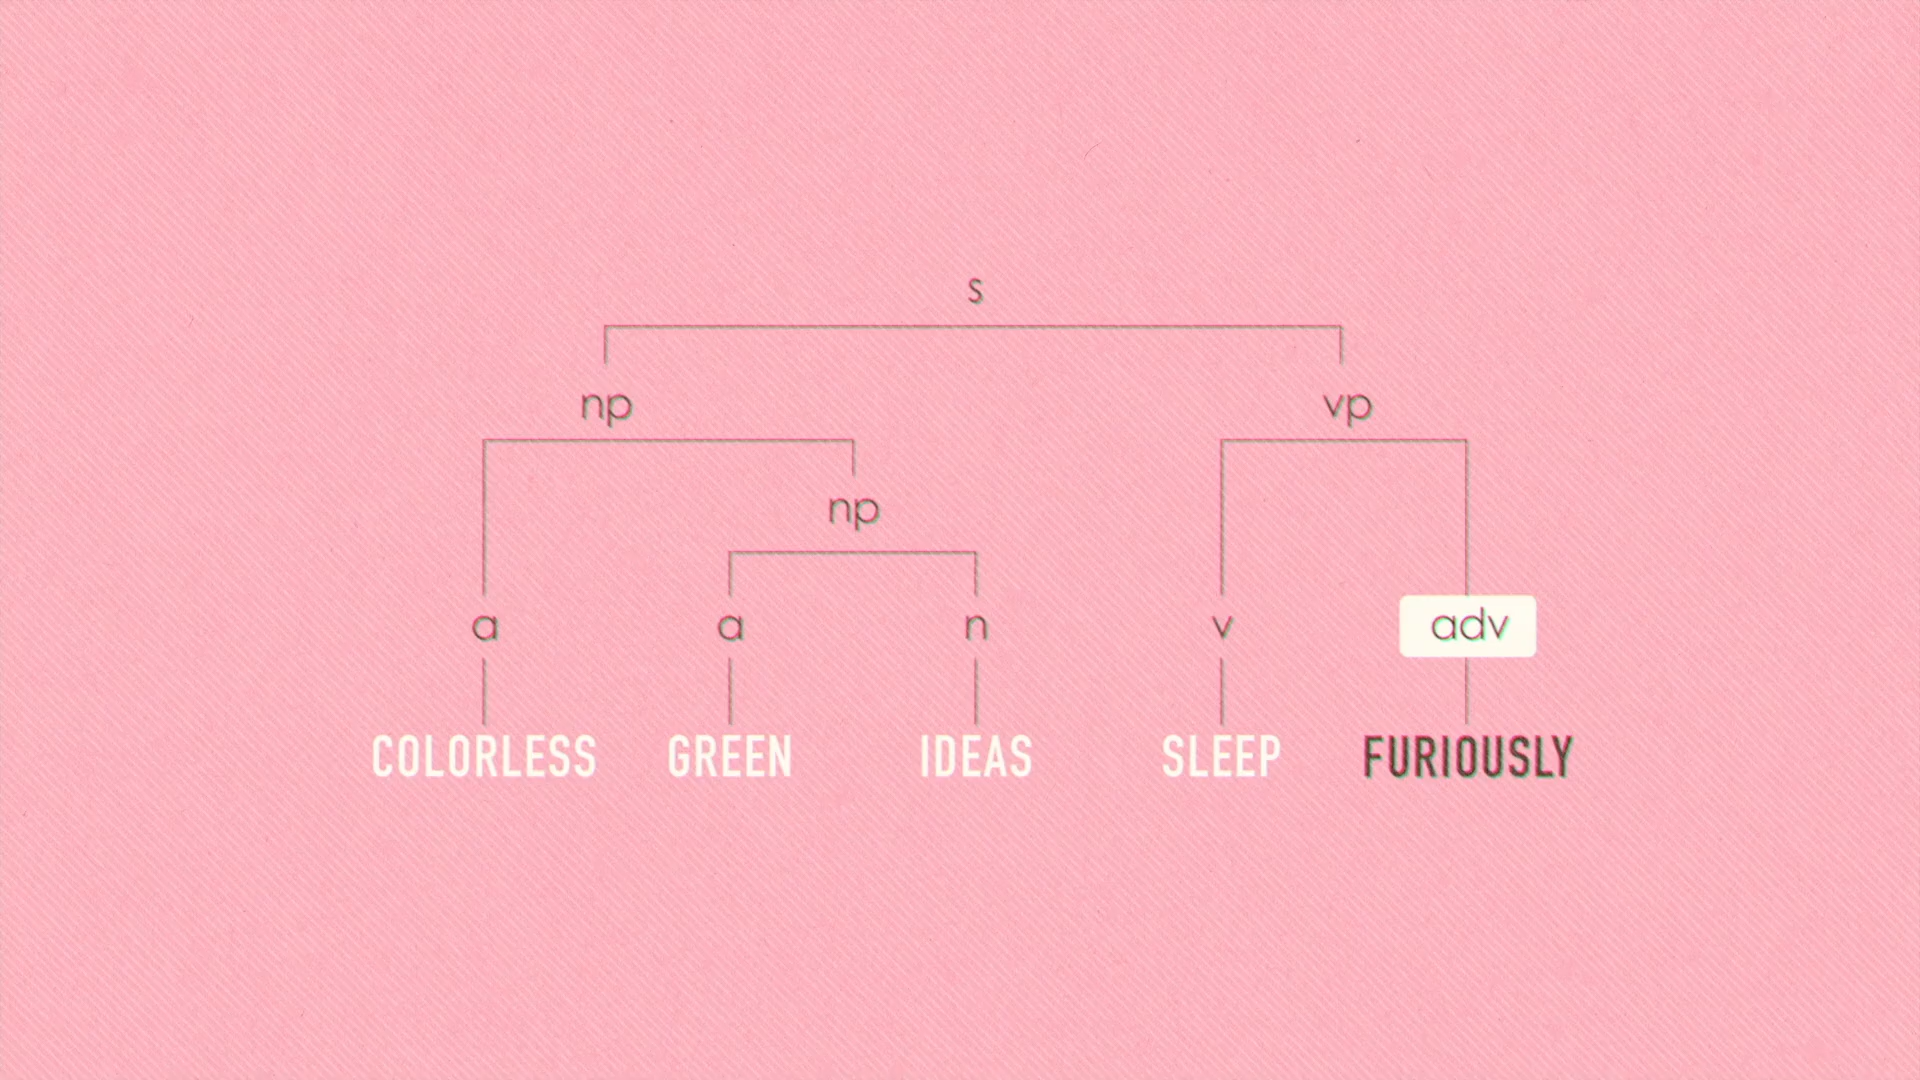 s
np vp
np
a a n v adv
COLORLESS GREEN IDEAS SLEEP FURIOUSLY